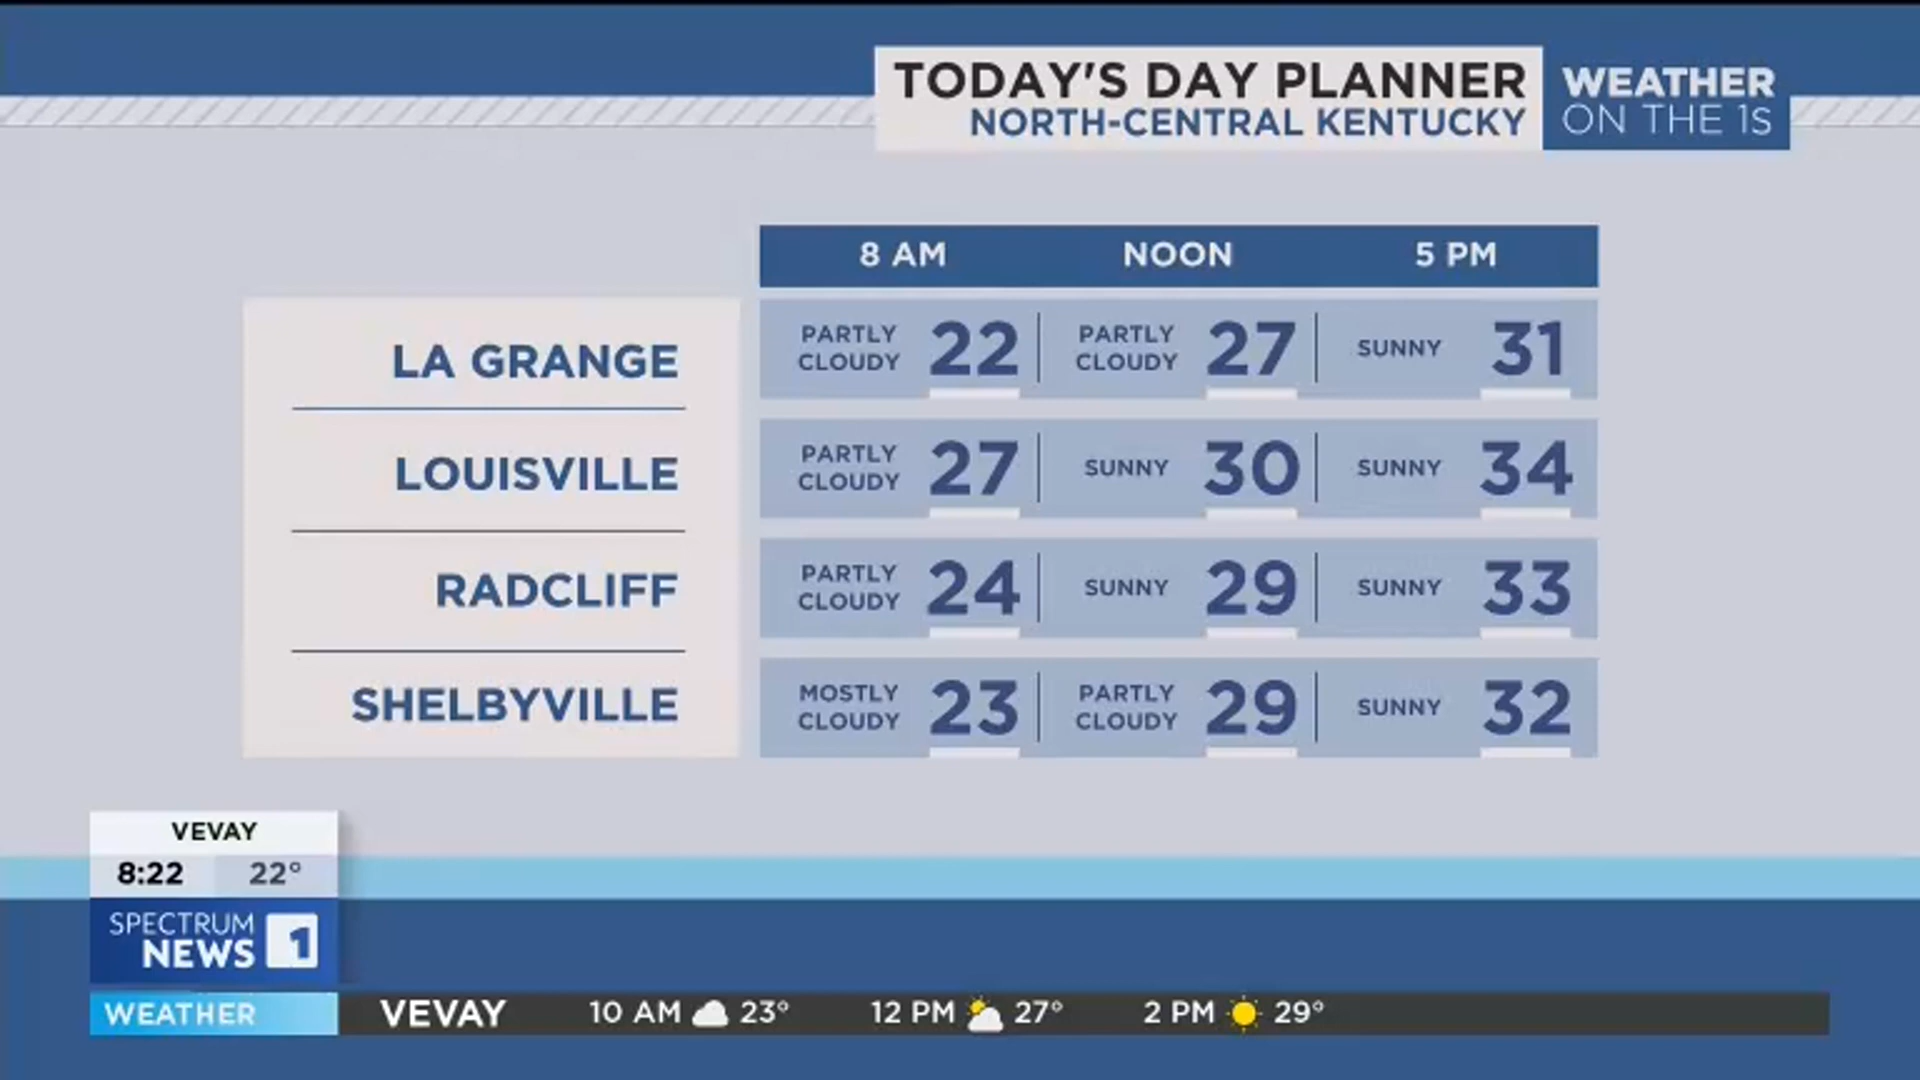 TODAY'S DAY PLANNER
NORTH-CENTRAL KENTUCKY
WEATHER
ON THE 1S
8 AM NOON 5 PM
LA GRANGE
PARTLY CLOUDY 22
PARTLY CLOUDY 27
SUNNY 31
LOUISVILLE
PARTLY CLOUDY 27
SUNNY 30
SUNNY 34
RADCLIFF
PARTLY CLOUDY 24
SUNNY 29
SUNNY 33
SHELBYVILLE
MOSTLY CLOUDY 23
PARTLY CLOUDY 29
SUNNY 32
VEVAY
8:22 22°
SPECTRUM
NEWS 1
WEATHER VEVAY 10 AM 23° 12 PM 27° 2 PM 29°